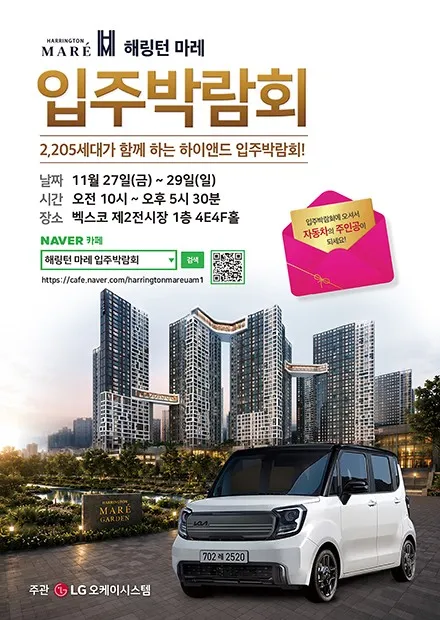 HARRINGTON
MARÉ
해링턴 마레
입주박람회
2,205세대가 함께 하는 하이앤드 입주박람회!
날짜 11월 27일(금) ~ 29일(일)
시간 오전 10시 ~ 오후 5시 30분
장소 벡스코 제2전시장 1층 4E4F홀
입주박람회에 오셔서
자동차의 주인공이
되세요!
NAVER 카페
해링턴 마레 입주박람회 검색
https://cafe.naver.com/harringtonmareuam1
HARRINGTON
MARÉ
GARDEN
KIA
702 레 2520
주관 LG 오케이시스템